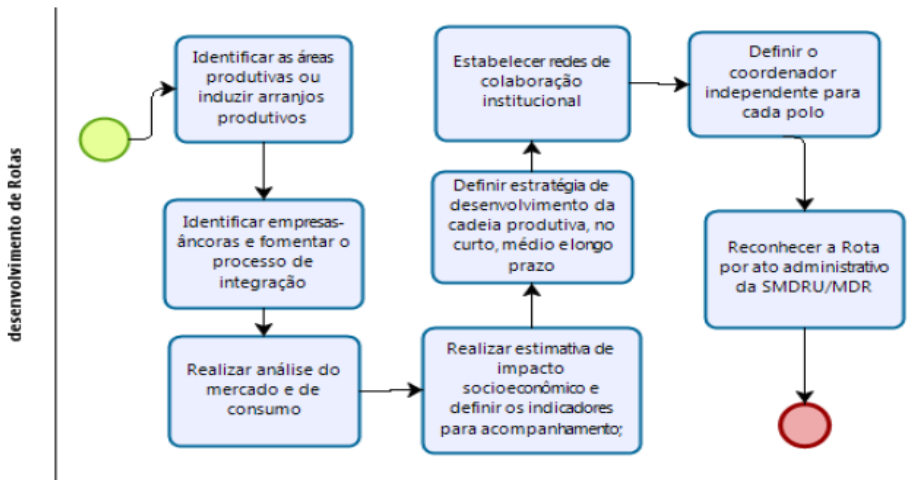 desenvolvimento de Rotas
Identificar as áreas
produtivas ou
induzir arranjos
produtivos
Identificar empresas-
âncoras e fomentar o
processo de
integração
Realizar análise do
mercado e de
consumo
Realizar estimativa de
impacto
socioeconômico e
definir os indicadores
para acompanhamento;
Definir estratégia de
desenvolvimento da
cadeia produtiva, no
curto, médio e longo
prazo
Estabelecer redes de
colaboração
institucional
Definir o
coordenador
independente para
cada polo
Reconhecer a Rota
por ato administrativo
da SMDRU/MDR